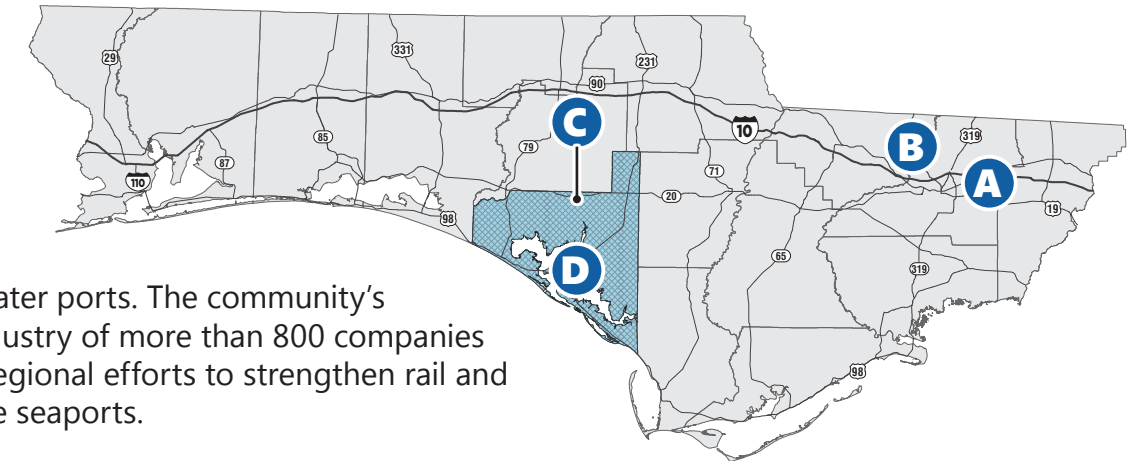 29
331
231
90
C
10
B
319
A
85
79
87
110
71
20
19
98
D
65
319
ater ports. The community’s
ustry of more than 800 companies
egional efforts to strengthen rail and
e seaports.
98